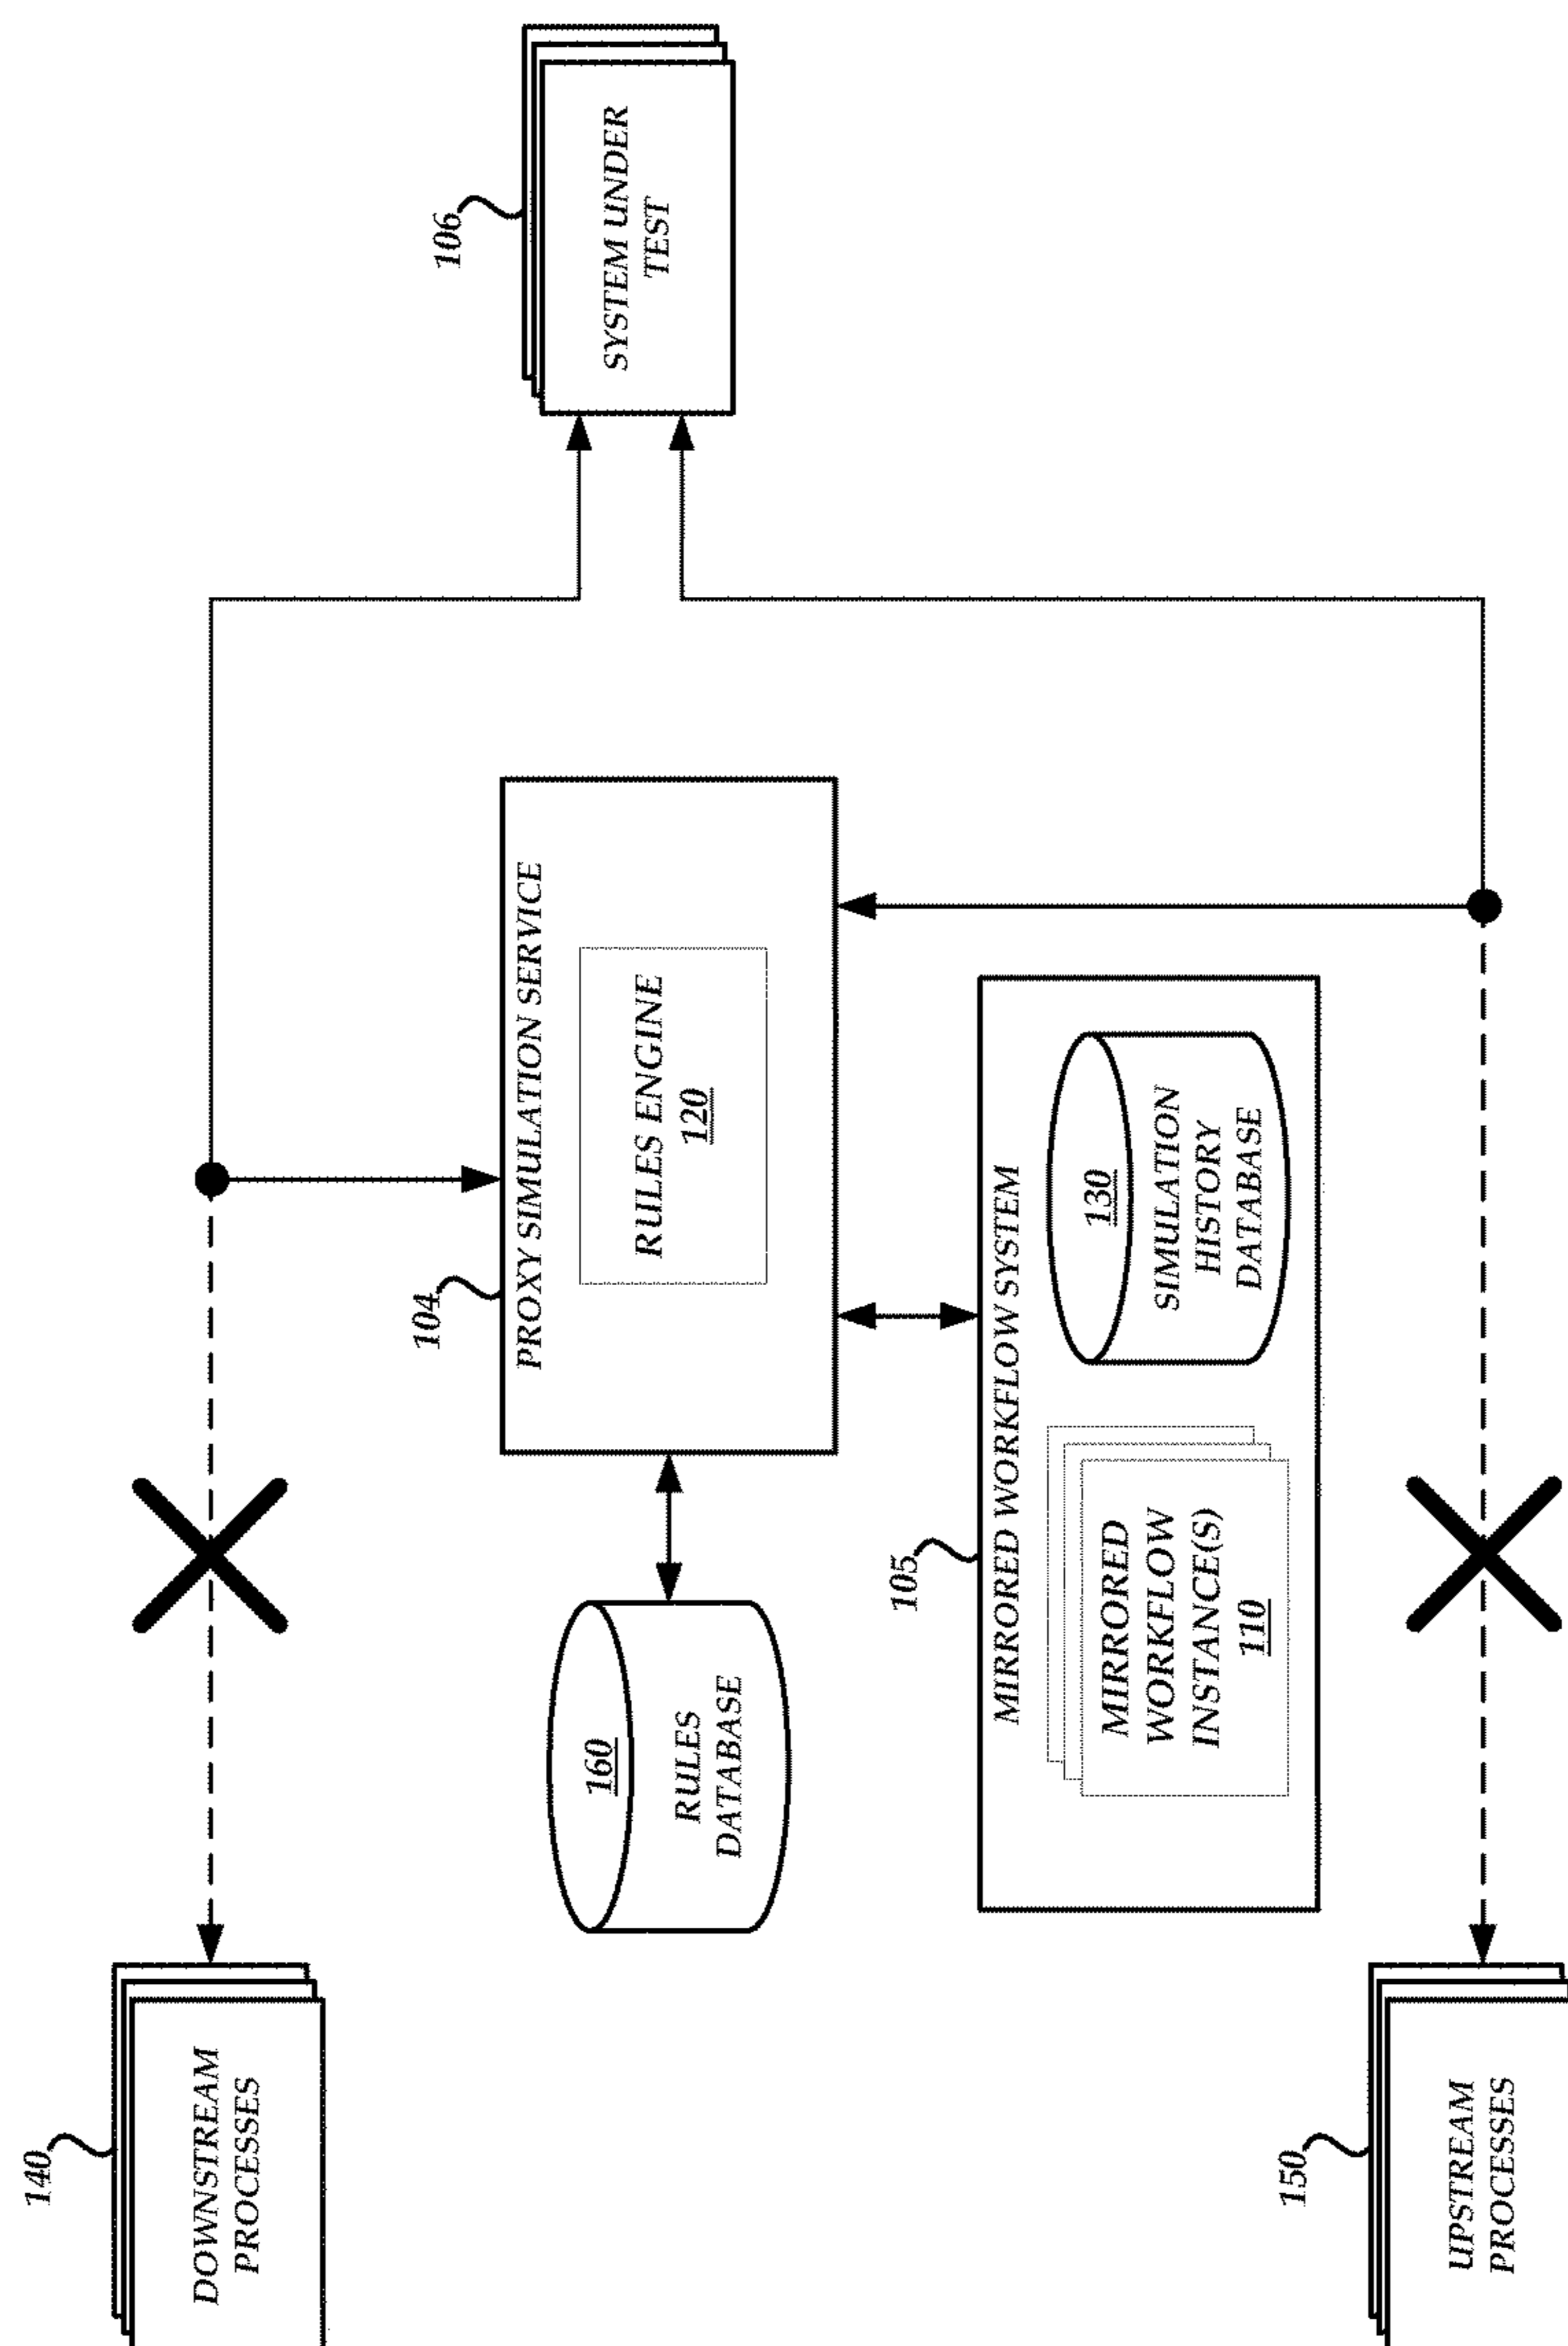 140
DOWNSTREAM
PROCESSES
104
PROXY SIMULATION SERVICE
RULES ENGINE
120
106
SYSTEM UNDER
TEST
160
RULES
DATABASE
105
MIRRORED WORKFLOW SYSTEM
MIRRORED
WORKFLOW
INSTANCE(S)
110
130
SIMULATION
HISTORY
DATABASE
150
UPSTREAM
PROCESSES